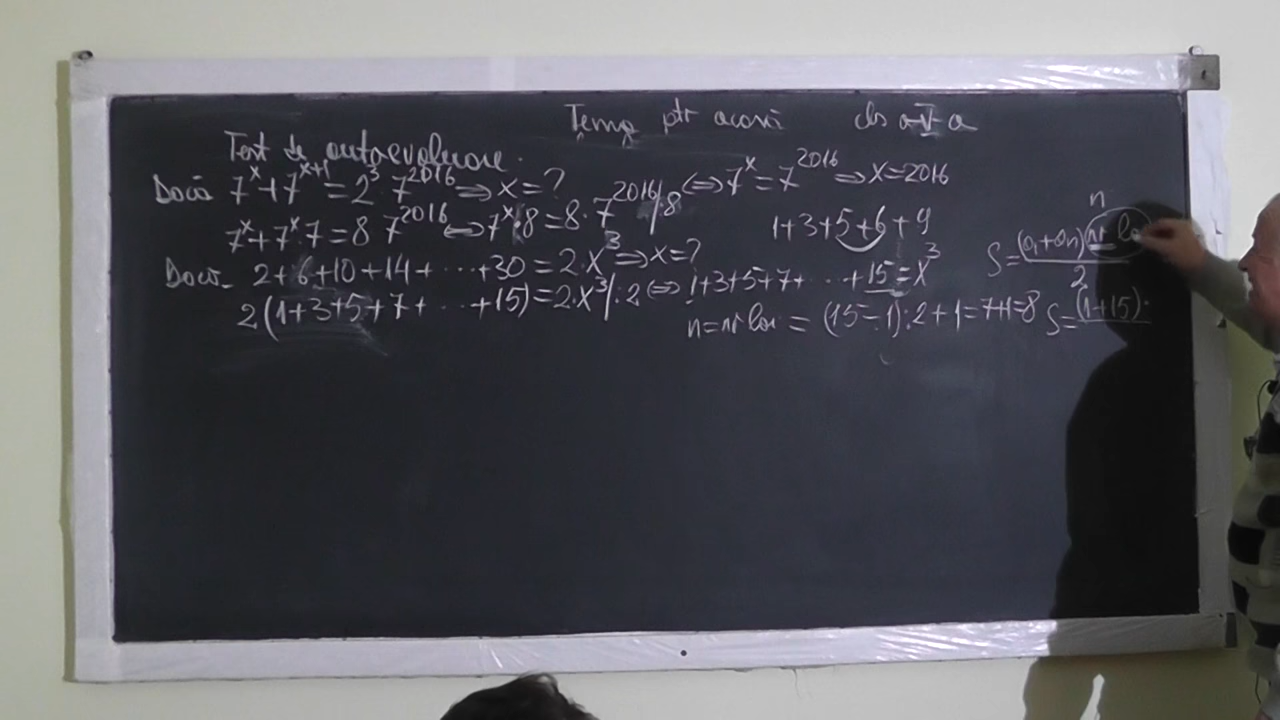 Temă ptr acasă cls a V a
Test de autoevaluare.
Dacă 7^x + 7^(x+1) = 2^3 · 7^2016 ⇒ x = ? ⇔ 7^x = 7^2016 ⇒ x = 2016
7^x + 7^x · 7 = 8 · 7^2016 ⇔ 7^x · 8 = 8 · 7^2016 / : 8
1+3+5+6+9
n
S = (a1 + an) nr 2
Dacă 2 + 6 + 10 + 14 + ... + 30 = 2 · x^3 ⇒ x = ?
2(1 + 3 + 5 + 7 + ... + 15) = 2 · x^3 / : 2 ⇔ 1 + 3 + 5 + 7 + ... + 15 = x^3
n = nr lor = (15 − 1) : 2 + 1 = 7+1 = 8 S = (1+15) ·